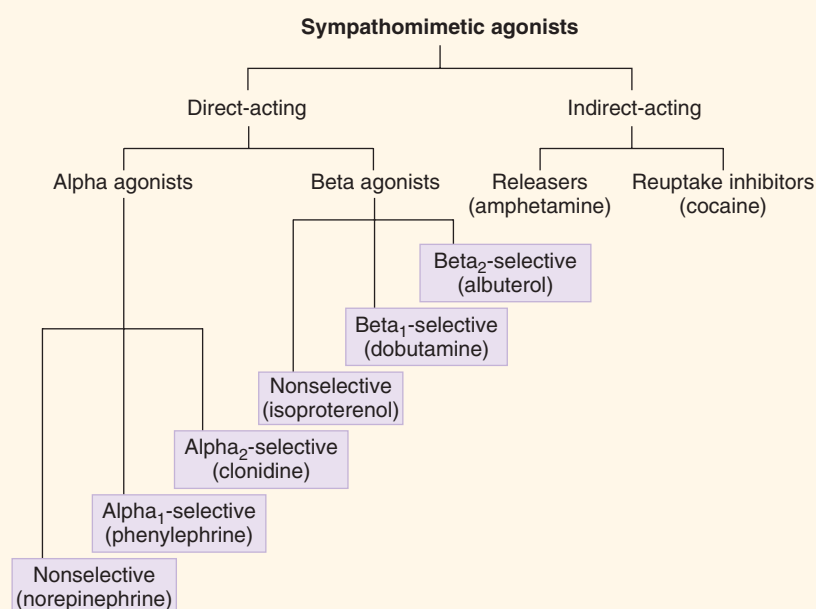 Sympathomimetic agonists
Direct-acting
Indirect-acting
Alpha agonists
Beta agonists
Releasers
(amphetamine)
Reuptake inhibitors
(cocaine)
Beta₂-selective
(albuterol)
Beta₁-selective
(dobutamine)
Nonselective
(isoproterenol)
Alpha₂-selective
(clonidine)
Alpha₁-selective
(phenylephrine)
Nonselective
(norepinephrine)